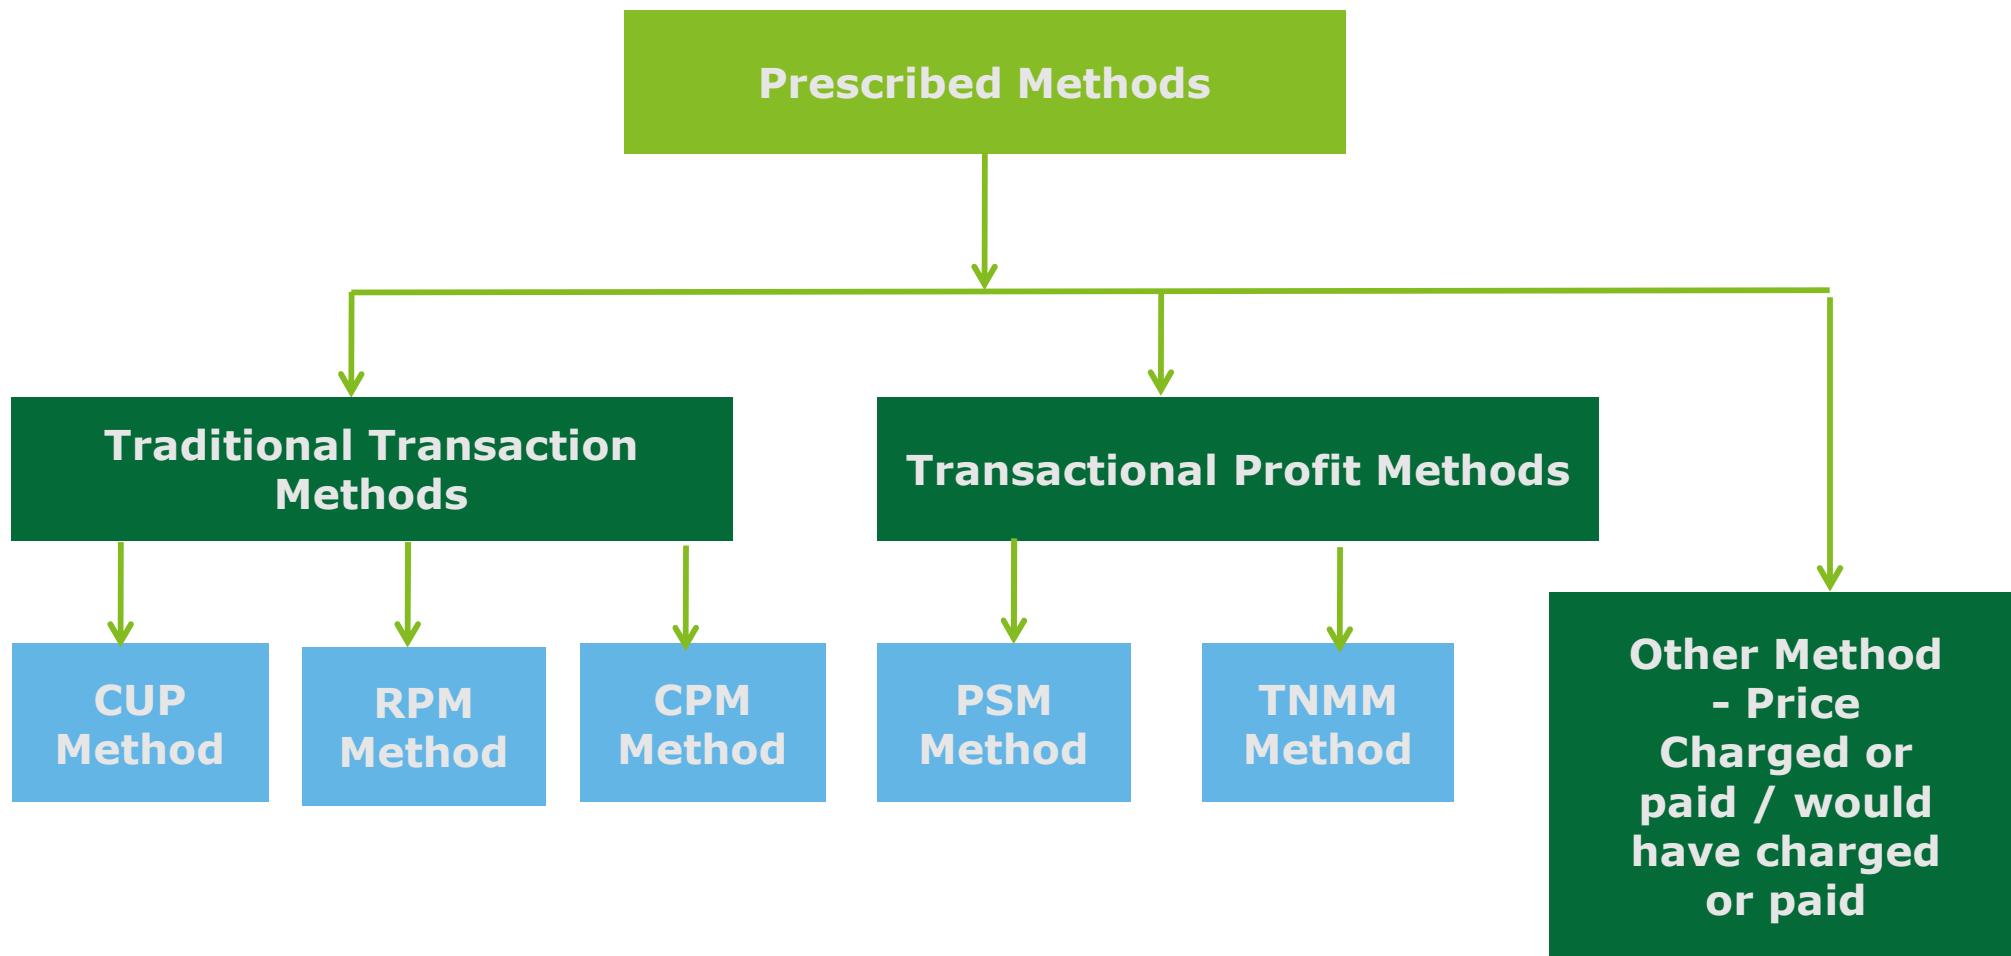 Prescribed Methods
Traditional Transaction
Methods
Transactional Profit Methods
CUP
Method
RPM
Method
CPM
Method
PSM
Method
TNMM
Method
Other Method
– Price
Charged or
paid / would
have charged
or paid